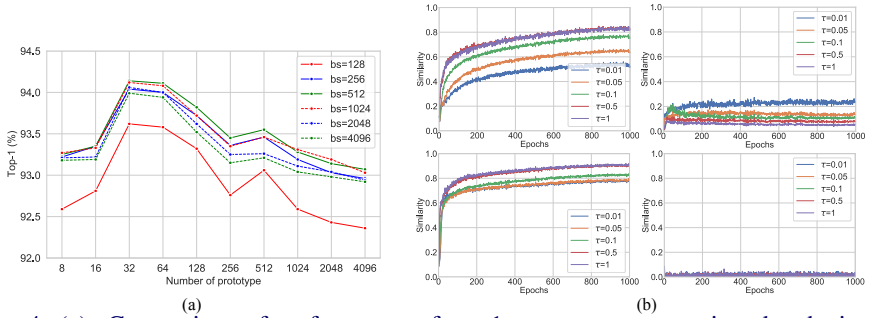 94.5
94.0
93.5
93.0
92.5
92.0
Top-1 (%)
8 16 32 64 128 256 512 1024 2048 4096
Number of prototype
bs=128
bs=256
bs=512
bs=1024
bs=2048
bs=4096
(a)
1.0
0.8
0.6
0.4
0.2
0.0
Similarity
0 200 400 600 800 1000
Epochs
τ=0.01
τ=0.05
τ=0.1
τ=0.5
τ=1
1.0
0.8
0.6
0.4
0.2
0.0
Similarity
0 200 400 600 800 1000
Epochs
τ=0.01
τ=0.05
τ=0.1
τ=0.5
τ=1
1.0
0.8
0.6
0.4
0.2
0.0
Similarity
0 200 400 600 800 1000
Epochs
τ=0.01
τ=0.05
τ=0.1
τ=0.5
τ=1
1.0
0.8
0.6
0.4
0.2
0.0
Similarity
0 200 400 600 800 1000
Epochs
τ=0.01
τ=0.05
τ=0.1
τ=0.5
τ=1
(b)